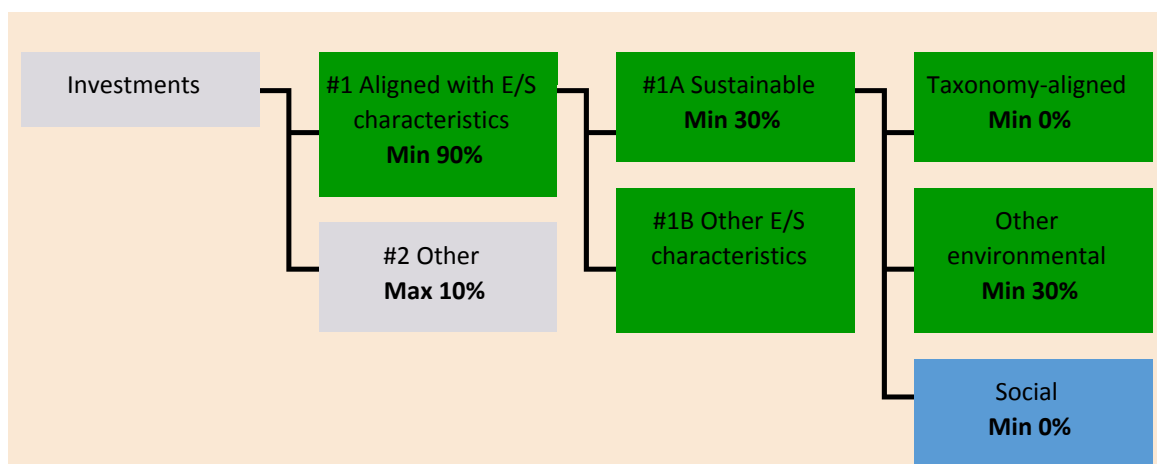 Investments
#1 Aligned with E/S
characteristics
Min 90%
#2 Other
Max 10%
#1A Sustainable
Min 30%
#1B Other E/S
characteristics
Taxonomy-aligned
Min 0%
Other
environmental
Min 30%
Social
Min 0%